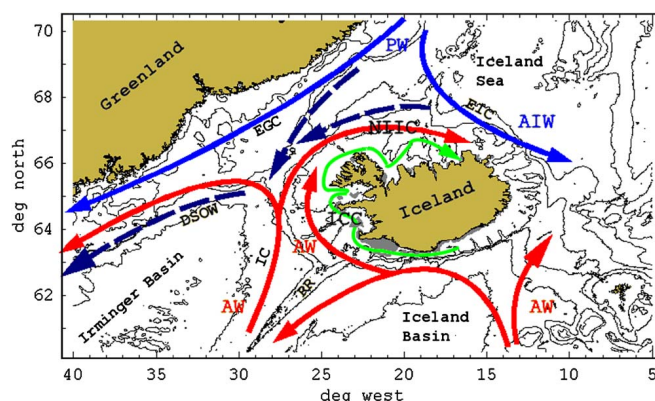 70
68
66
64
62
deg north
40
35
30
25
20
15
10
5
deg west
Greenland
PW
Iceland
Sea
EGC
EIC
AIW
NIIC
Iceland
ICC
DSOW
IC
AW
RR
Irminger Basin
AW
Iceland
Basin
AW